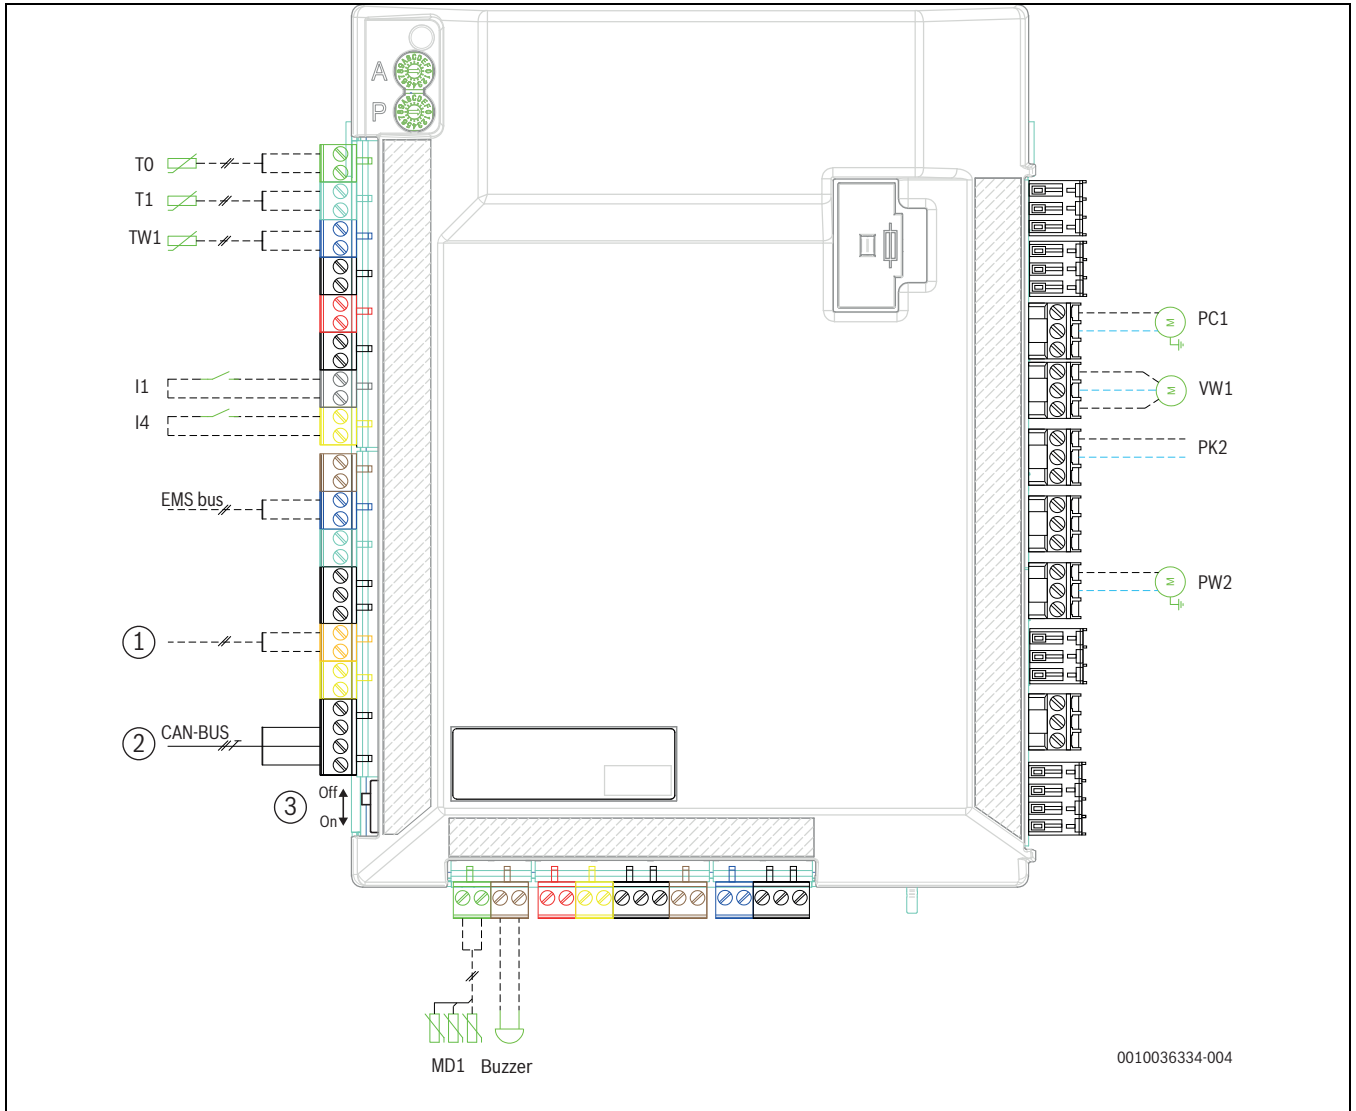 A
P
T0
T1
TW1
I1
I4
EMS bus
1
2
CAN-BUS
3
Off
On
M
PC1
M
VW1
PK2
M
PW2
MD1
Buzzer
0010036334-004